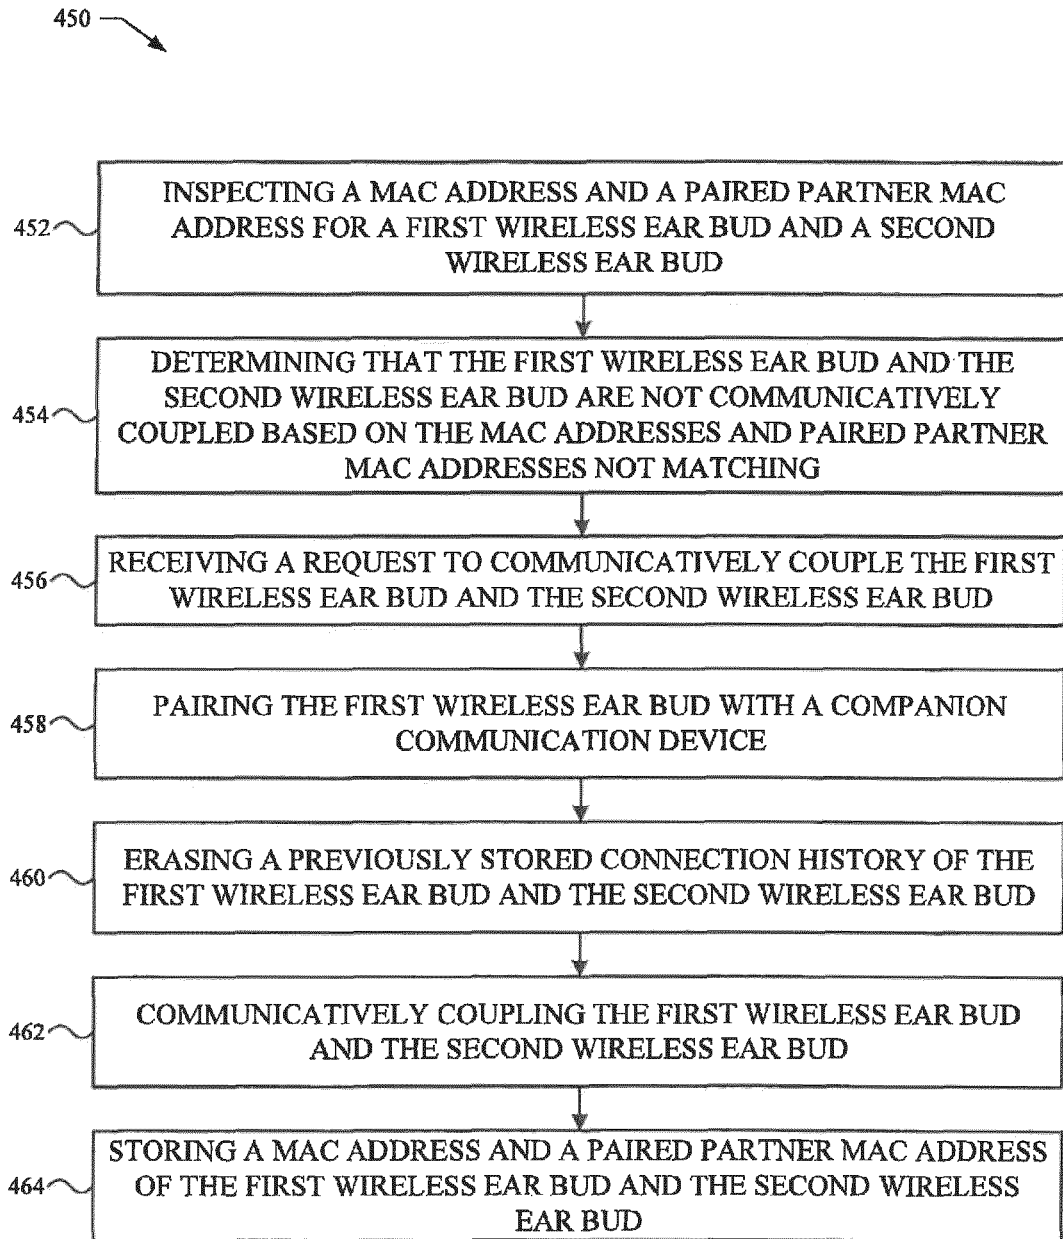 450
452
INSPECTING A MAC ADDRESS AND A PAIRED PARTNER MAC
ADDRESS FOR A FIRST WIRELESS EAR BUD AND A SECOND
WIRELESS EAR BUD
454
DETERMINING THAT THE FIRST WIRELESS EAR BUD AND THE
SECOND WIRELESS EAR BUD ARE NOT COMMUNICATIVELY
COUPLED BASED ON THE MAC ADDRESSES AND PAIRED PARTNER
MAC ADDRESSES NOT MATCHING
456
RECEIVING A REQUEST TO COMMUNICATIVELY COUPLE THE FIRST
WIRELESS EAR BUD AND THE SECOND WIRELESS EAR BUD
458
PAIRING THE FIRST WIRELESS EAR BUD WITH A COMPANION
COMMUNICATION DEVICE
460
ERASING A PREVIOUSLY STORED CONNECTION HISTORY OF THE
FIRST WIRELESS EAR BUD AND THE SECOND WIRELESS EAR BUD
462
COMMUNICATIVELY COUPLING THE FIRST WIRELESS EAR BUD
AND THE SECOND WIRELESS EAR BUD
464
STORING A MAC ADDRESS AND A PAIRED PARTNER MAC ADDRESS
OF THE FIRST WIRELESS EAR BUD AND THE SECOND WIRELESS
EAR BUD